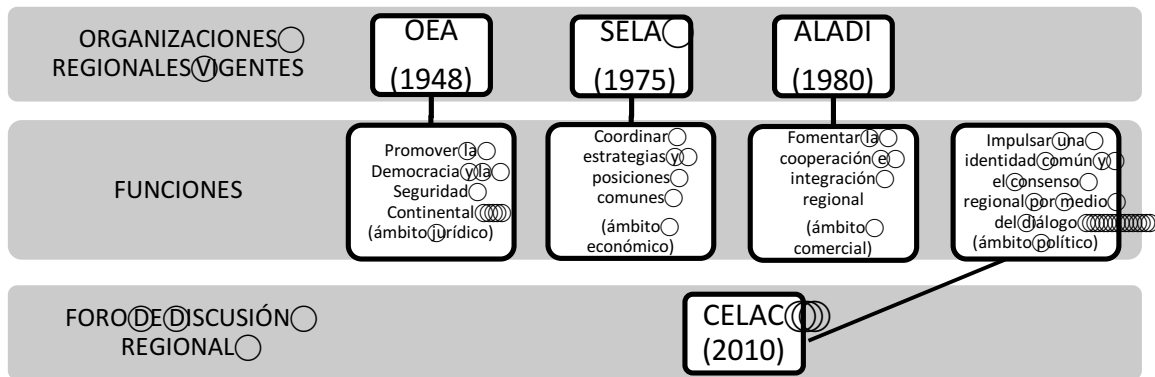 ORGANIZACIONES
REGIONALES VIGENTES
OEA
(1948)
SELA
(1975)
ALADI
(1980)
FUNCIONES
Promover la
Democracia y la
Seguridad
Continental
(ámbito jurídico)
Coordinar
estrategias y
posiciones
comunes
(ámbito
económico)
Fomentar la
cooperación e
integración
regional
(ámbito
comercial)
Impulsar una
identidad común y
el consenso
regional por medio
del diálogo
(ámbito político)
FORO DE DISCUSIÓN
REGIONAL
CELAC
(2010)